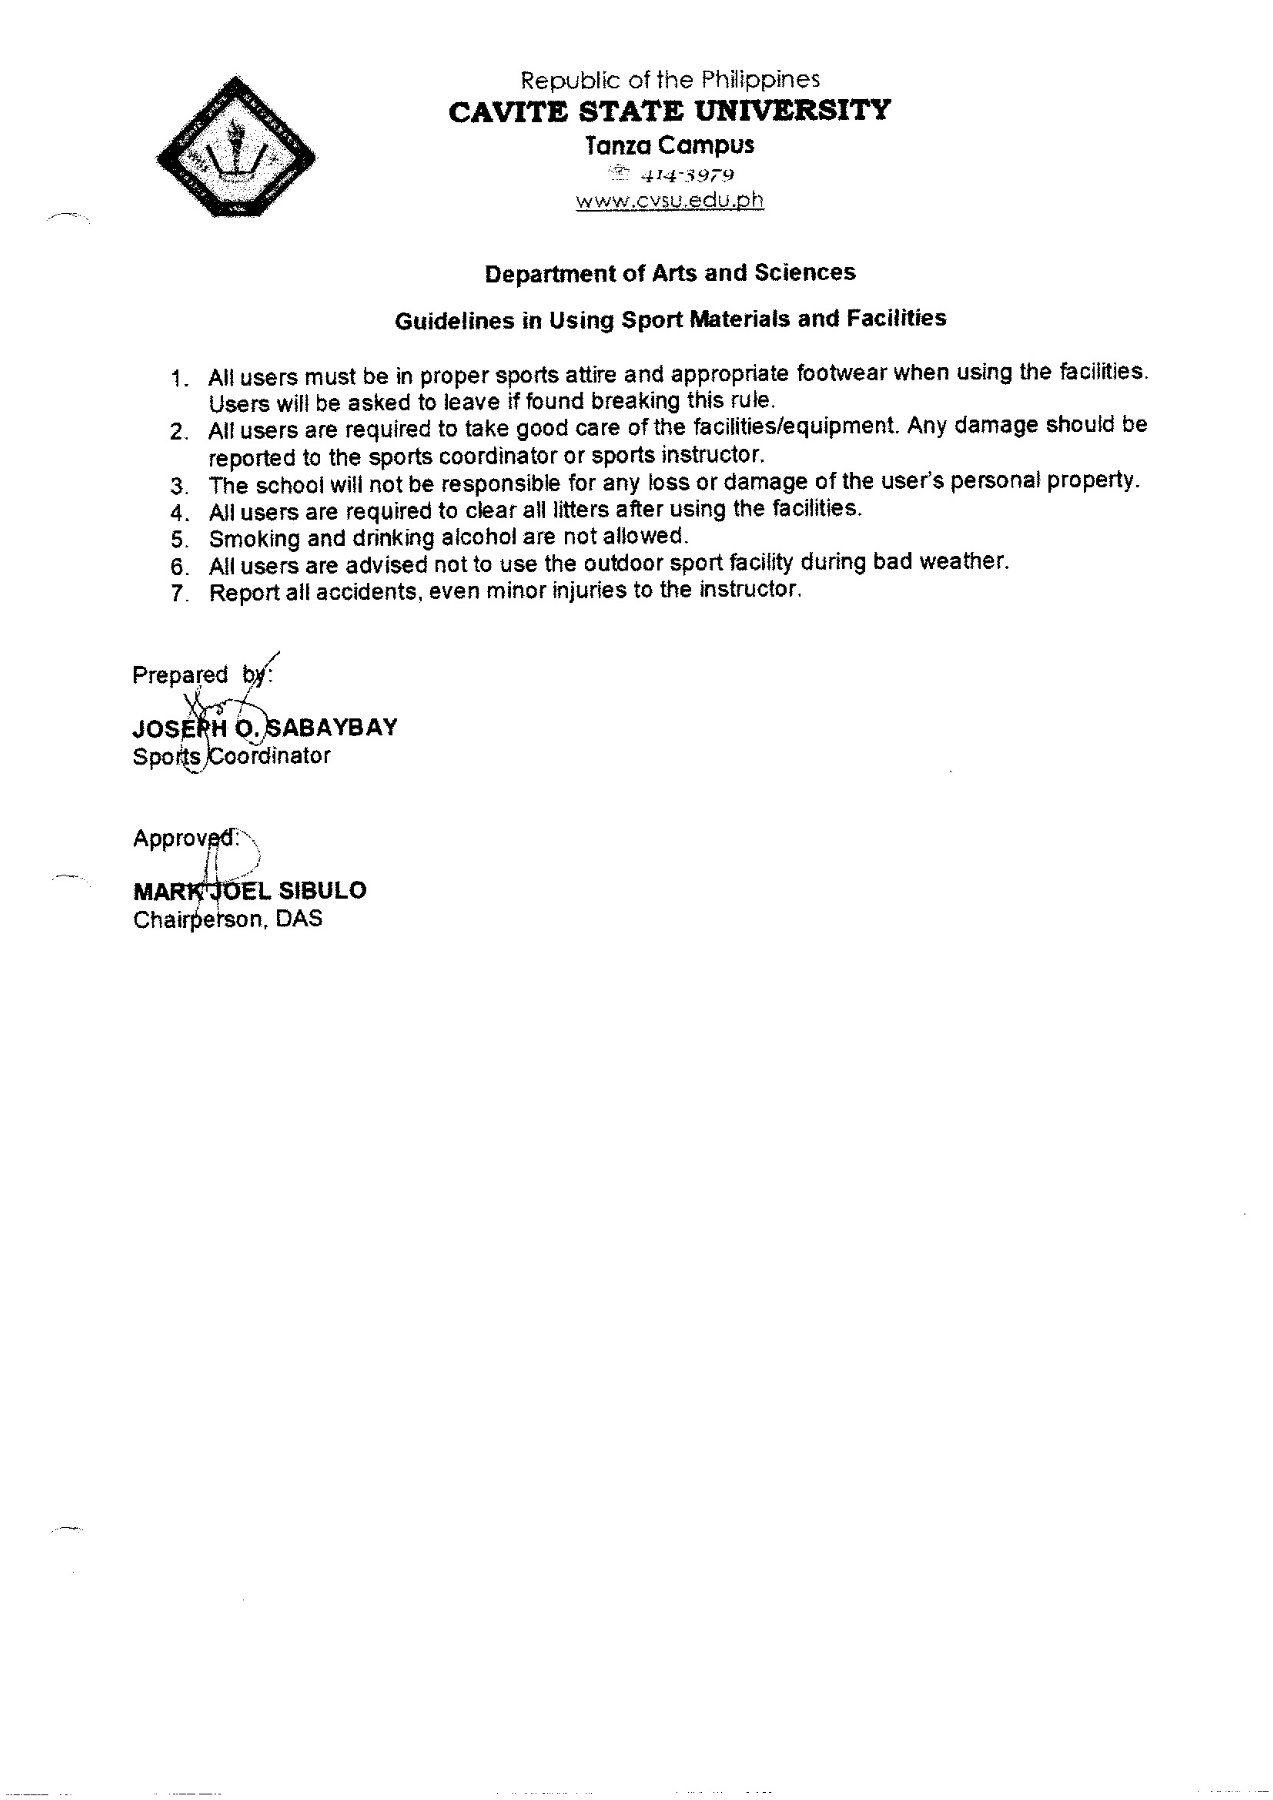 Republic of the Philippines
CAVITE STATE UNIVERSITY
Tanza Campus
☏ 414-3979
www.cvsu.edu.ph
Department of Arts and Sciences
Guidelines in Using Sport Materials and Facilities
1. All users must be in proper sports attire and appropriate footwear when using the facilities.
Users will be asked to leave if found breaking this rule.
2. All users are required to take good care of the facilities/equipment. Any damage should be
reported to the sports coordinator or sports instructor.
3. The school will not be responsible for any loss or damage of the user's personal property.
4. All users are required to clear all litters after using the facilities.
5. Smoking and drinking alcohol are not allowed.
6. All users are advised not to use the outdoor sport facility during bad weather.
7. Report all accidents, even minor injuries to the instructor.
Prepared by:
JOSEPH O. SABAYBAY
Sports Coordinator
Approved:
MARK JOEL SIBULO
Chairperson, DAS